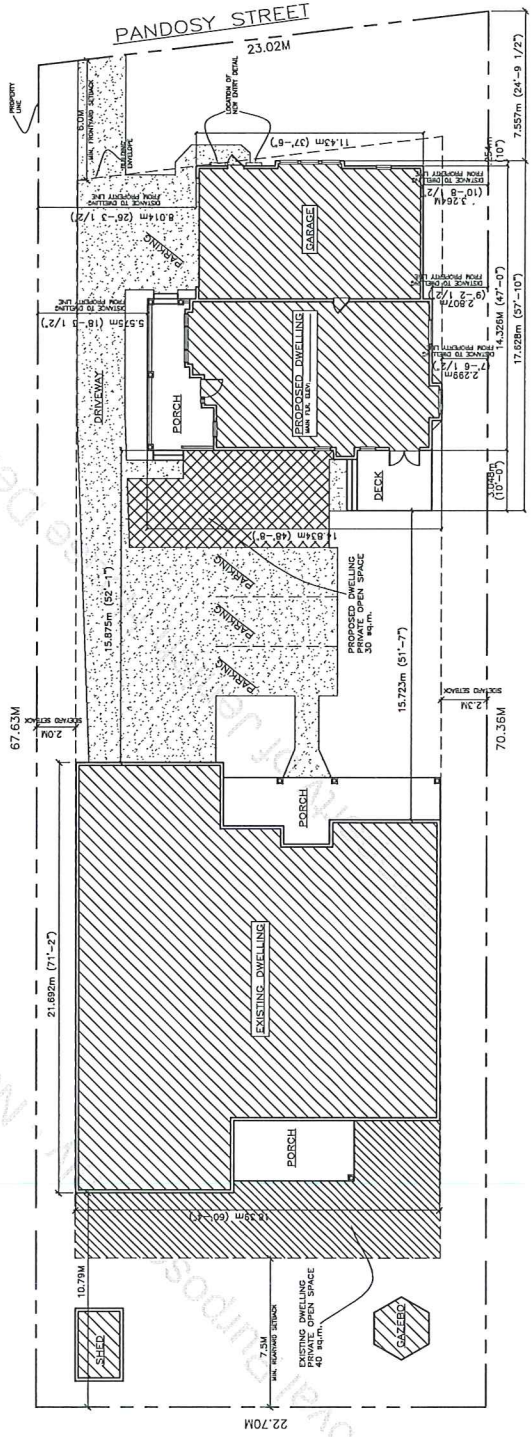 PANDOSY STREET
23.02M
PROPERTY
LINE
6.0M
MIN. FRONTYARD SETBACK
BUILDING
ENVELOPE
LOCATION OF
NEW ENTRY DETAIL
7.557m (24'-9 1/2")
11.43m (37'-6")
(10")
DISTANCE TO DWELLING
FROM PROPERTY LINE
8.014m (26'-3 1/2")
DISTANCE TO DWELLING
FROM PROPERTY LINE
3.264M
(10'-8 1/2")
PARKING
GARAGE
DISTANCE TO DWELLING
FROM PROPERTY LINE
5.575m (18'-3 1/2")
DISTANCE TO DWELLING
FROM PROPERTY LINE
2.807m
(9'-2 1/2")
14.326M (47'-0")
17.628m (57'-10")
DRIVEWAY
PORCH
PROPOSED DWELLING
MAIN FLR. ELEV:
DISTANCE TO DWELLING
FROM PROPERTY LINE
2.299m
(7'-6 1/2")
DECK
3.048m
(10'-0")
14.834m (48'-8")
15.875m (52'-1")
PARKING
PARKING
PARKING
PROPOSED DWELLING
PRIVATE OPEN SPACE
30 sq.m.
15.723m (51'-7")
67.63M
SIDEYARD SETBACK
2.0M
SIDEYARD SETBACK
2.3M
70.36M
PORCH
21.692m (71'-2")
EXISTING DWELLING
PORCH
18.39m (60'-4")
10.79M
7.5M
MIN. REARYARD SETBACK
EXISTING DWELLING
PRIVATE OPEN SPACE
40 sq.m.
SHED
GAZEBO
22.70M